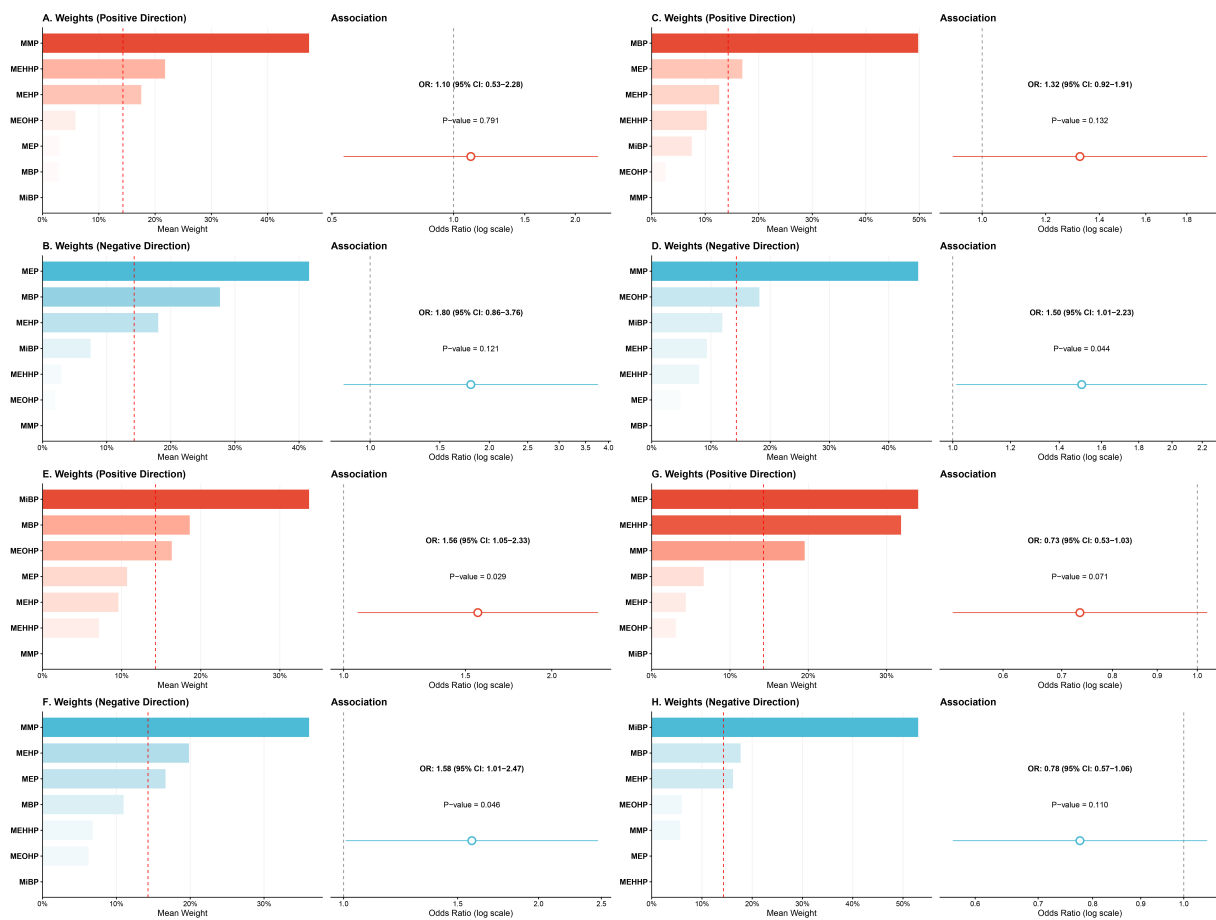 A. Weights (Positive Direction)
MMP
MEHHP
MEHP
MEOHP
MEP
MBP
MiBP
0% 10% 20% 30% 40%
Mean Weight
Association
OR: 1.10 (95% CI: 0.53−2.28)
P−value = 0.791
0.5 1.0 1.5 2.0
Odds Ratio (log scale)
C. Weights (Positive Direction)
MBP
MEP
MEHP
MEHHP
MiBP
MEOHP
MMP
0% 10% 20% 30% 40% 50%
Mean Weight
Association
OR: 1.32 (95% CI: 0.92−1.91)
P−value = 0.132
1.0 1.2 1.4 1.6 1.8
Odds Ratio (log scale)
B. Weights (Negative Direction)
MEP
MBP
MEHP
MiBP
MEHHP
MEOHP
MMP
0% 10% 20% 30% 40%
Mean Weight
Association
OR: 1.80 (95% CI: 0.86−3.76)
P−value = 0.121
1.0 1.5 2.0 2.5 3.0 3.5 4.0
Odds Ratio (log scale)
D. Weights (Negative Direction)
MMP
MEOHP
MiBP
MEHP
MEHHP
MEP
MBP
0% 10% 20% 30% 40%
Mean Weight
Association
OR: 1.50 (95% CI: 1.01−2.23)
P−value = 0.044
1.0 1.2 1.4 1.6 1.8 2.0 2.2
Odds Ratio (log scale)
E. Weights (Positive Direction)
MiBP
MBP
MEOHP
MEP
MEHP
MEHHP
MMP
0% 10% 20% 30%
Mean Weight
Association
OR: 1.56 (95% CI: 1.05−2.33)
P−value = 0.029
1.0 1.5 2.0
Odds Ratio (log scale)
G. Weights (Positive Direction)
MEP
MEHHP
MMP
MBP
MEHP
MEOHP
MiBP
0% 10% 20% 30%
Mean Weight
Association
OR: 0.73 (95% CI: 0.53−1.03)
P−value = 0.071
0.6 0.7 0.8 0.9 1.0
Odds Ratio (log scale)
F. Weights (Negative Direction)
MMP
MEHP
MEP
MBP
MEHHP
MEOHP
MiBP
0% 10% 20% 30%
Mean Weight
Association
OR: 1.58 (95% CI: 1.01−2.47)
P−value = 0.046
1.0 1.5 2.0 2.5
Odds Ratio (log scale)
H. Weights (Negative Direction)
MiBP
MBP
MEHP
MEOHP
MMP
MEP
MEHHP
0% 10% 20% 30% 40% 50%
Mean Weight
Association
OR: 0.78 (95% CI: 0.57−1.06)
P−value = 0.110
0.6 0.7 0.8 0.9 1.0
Odds Ratio (log scale)